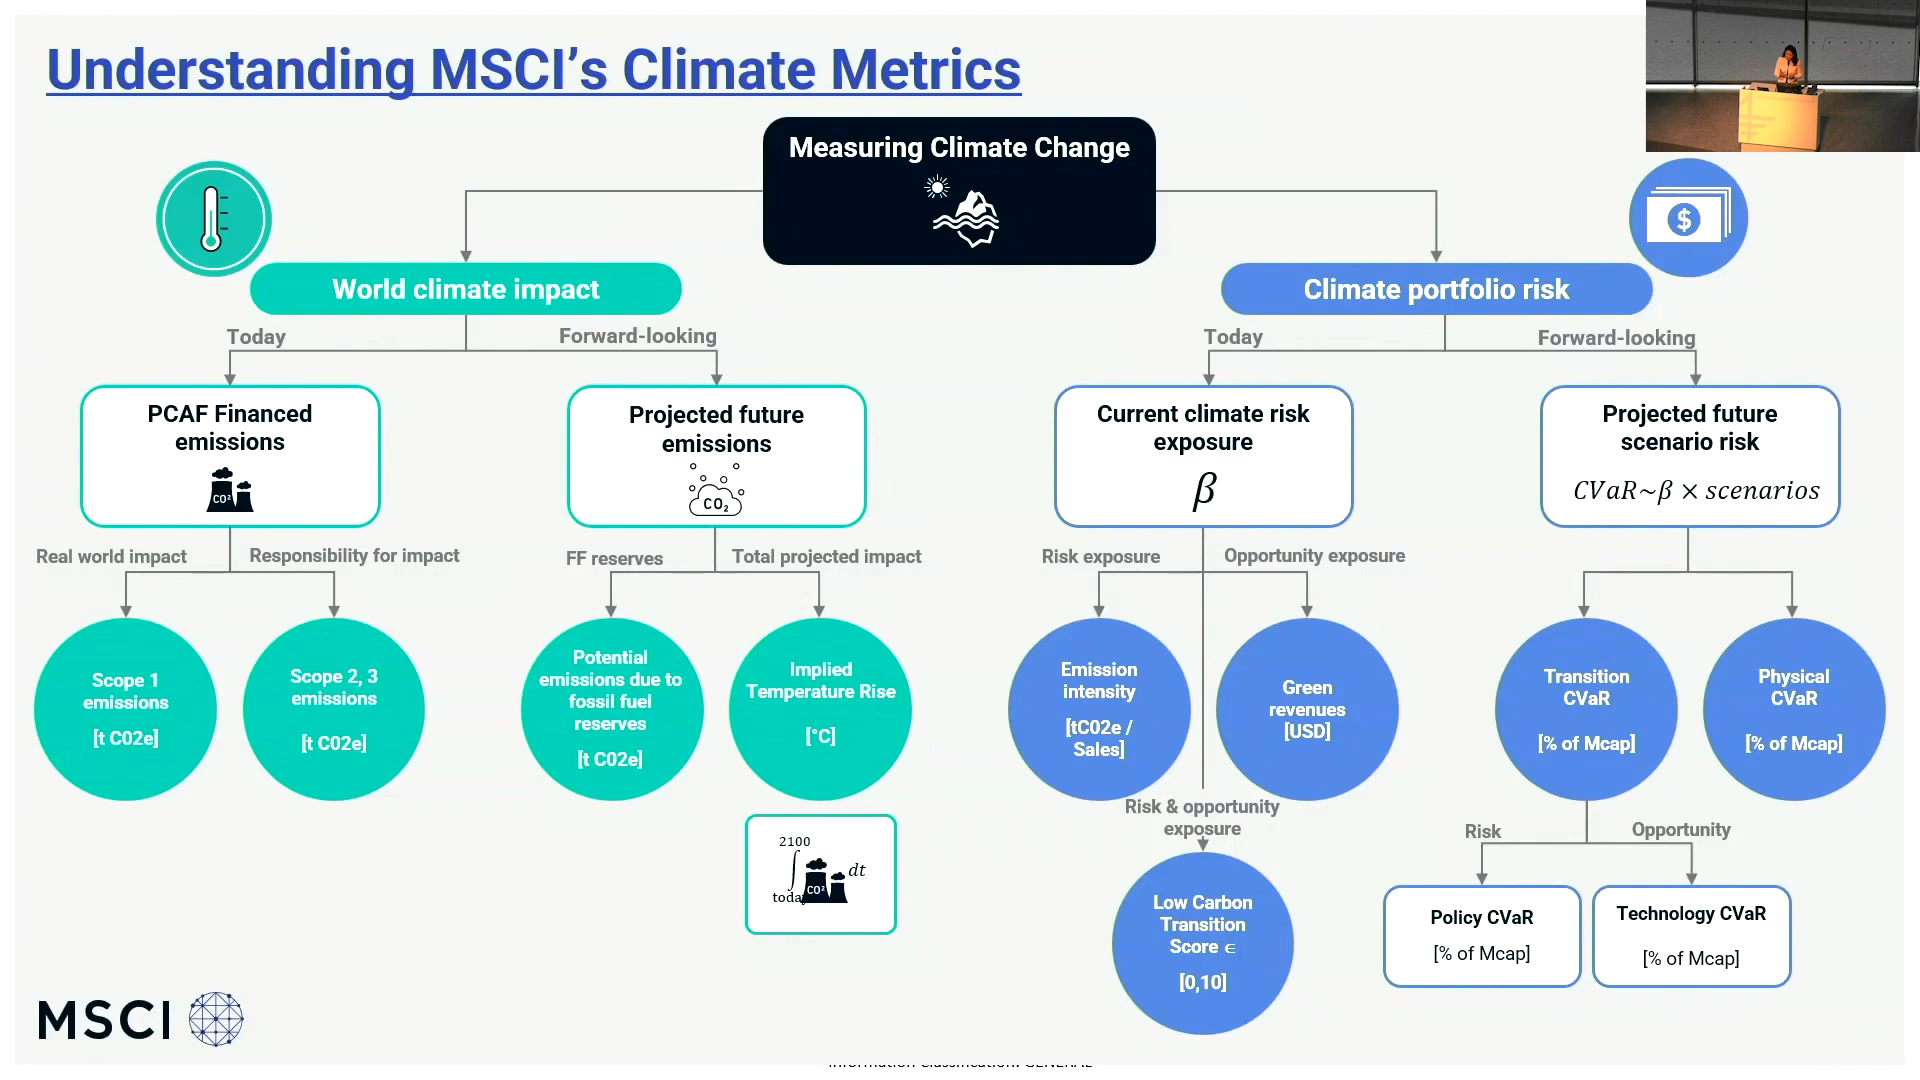 Understanding MSCI’s Climate Metrics
Measuring Climate Change
$
World climate impact
Climate portfolio risk
Today
Forward-looking
Today
Forward-looking
PCAF Financed
emissions
CO²
Projected future
emissions
CO₂
Current climate risk
exposure
β
Projected future
scenario risk
CVaR~β × scenarios
Real world impact
Responsibility for impact
FF reserves
Total projected impact
Risk exposure
Opportunity exposure
Scope 1
emissions
[t C02e]
Scope 2, 3
emissions
[t C02e]
Potential
emissions due to
fossil fuel
reserves
[t C02e]
Implied
Temperature Rise
[°C]
Emission
intensity
[tC02e /
Sales]
Green
revenues
[USD]
Transition
CVaR
[% of Mcap]
Physical
CVaR
[% of Mcap]
2100
∫ CO² dt
today
Risk & opportunity
exposure
Low Carbon
Transition
Score ∈
[0,10]
Risk
Opportunity
Policy CVaR
[% of Mcap]
Technology CVaR
[% of Mcap]
MSCI
Information Classification: GENERAL